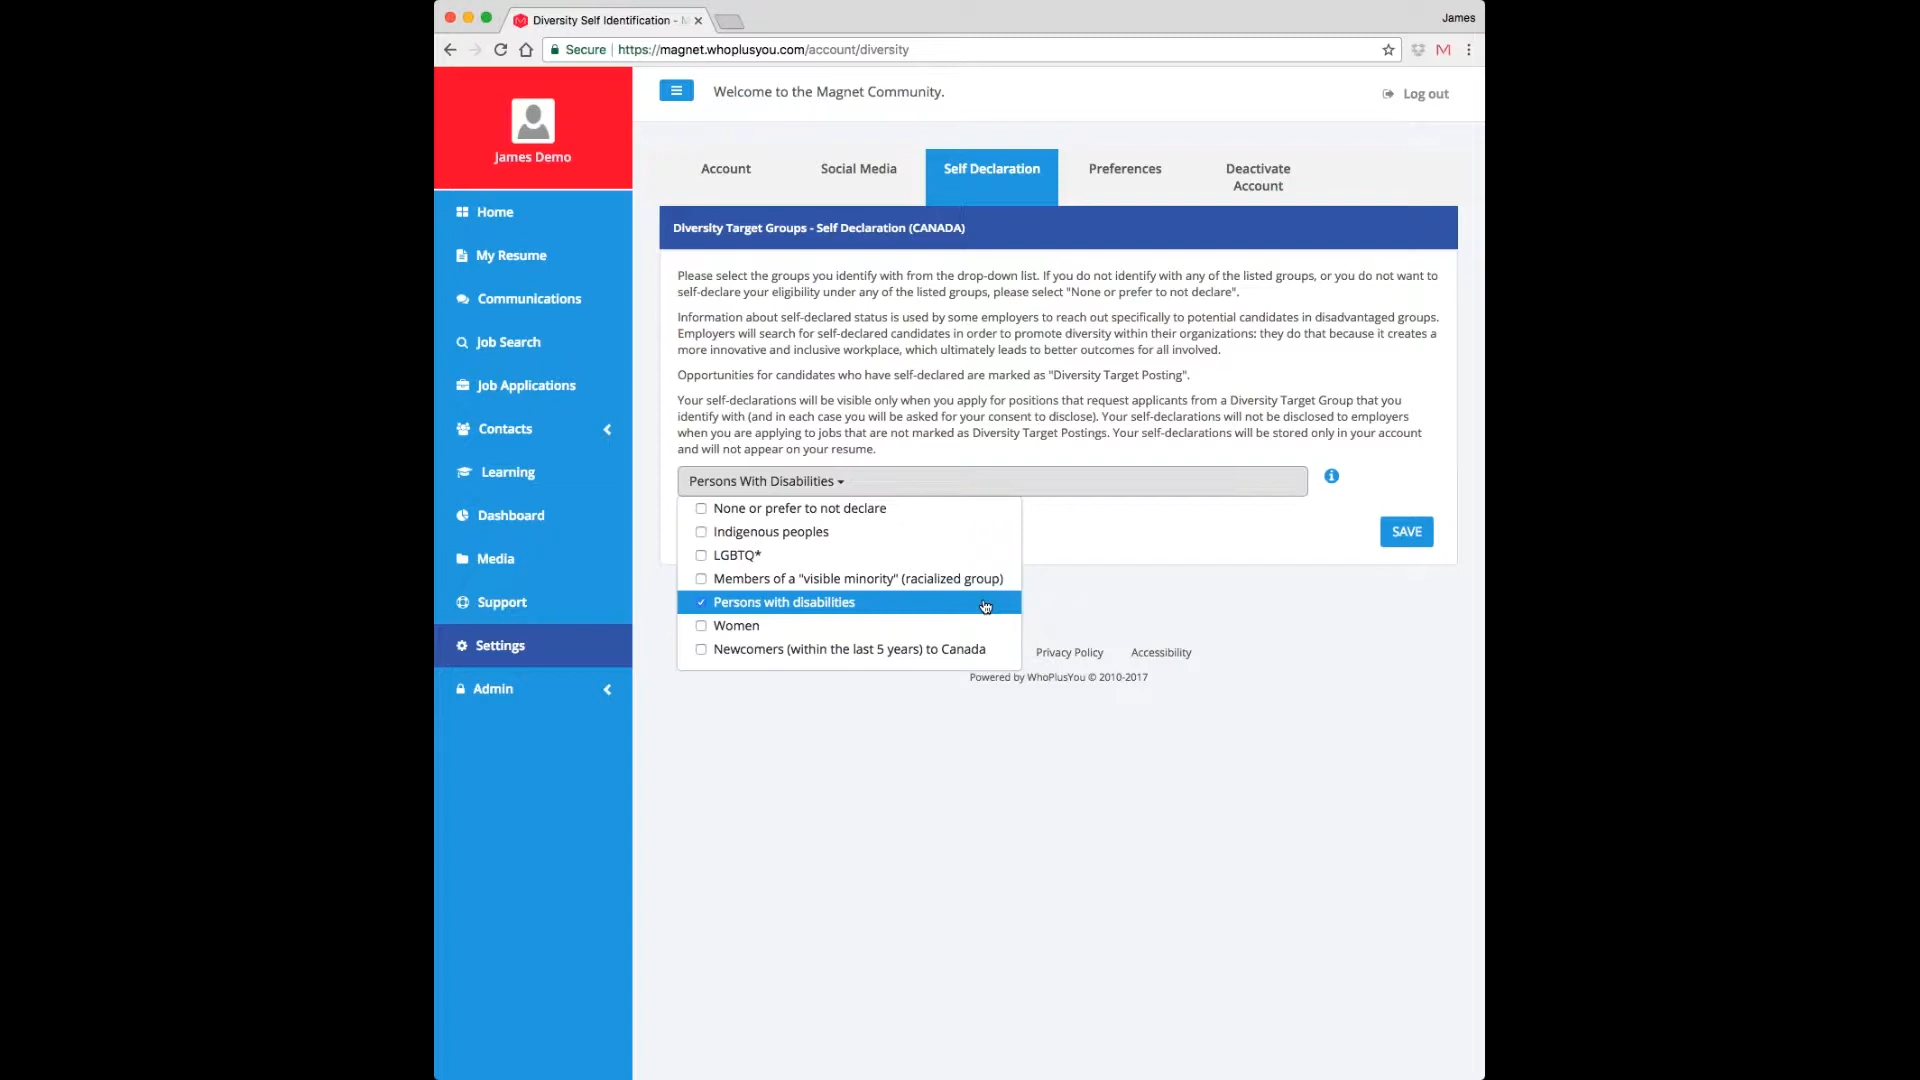 Diversity Self Identification - M
James
Secure | https://magnet.whoplusyou.com/account/diversity
Welcome to the Magnet Community.
Log out
James Demo
Home
My Resume
Communications
Job Search
Job Applications
Contacts
Learning
Dashboard
Media
Support
Settings
Admin
Account
Social Media
Self Declaration
Preferences
Deactivate
Account
Diversity Target Groups - Self Declaration (CANADA)
Please select the groups you identify with from the drop-down list. If you do not identify with any of the listed groups, or you do not want to
self-declare your eligibility under any of the listed groups, please select "None or prefer to not declare".
Information about self-declared status is used by some employers to reach out specifically to potential candidates in disadvantaged groups.
Employers will search for self-declared candidates in order to promote diversity within their organizations: they do that because it creates a
more innovative and inclusive workplace, which ultimately leads to better outcomes for all involved.
Opportunities for candidates who have self-declared are marked as "Diversity Target Posting".
Your self-declarations will be visible only when you apply for positions that request applicants from a Diversity Target Group that you
identify with (and in each case you will be asked for your consent to disclose). Your self-declarations will not be disclosed to employers
when you are applying to jobs that are not marked as Diversity Target Postings. Your self-declarations will be stored only in your account
and will not appear on your resume.
Persons With Disabilities
None or prefer to not declare
Indigenous peoples
LGBTQ*
Members of a "visible minority" (racialized group)
Persons with disabilities
Women
Newcomers (within the last 5 years) to Canada
SAVE
Privacy Policy
Accessibility
Powered by WhoPlusYou © 2010-2017